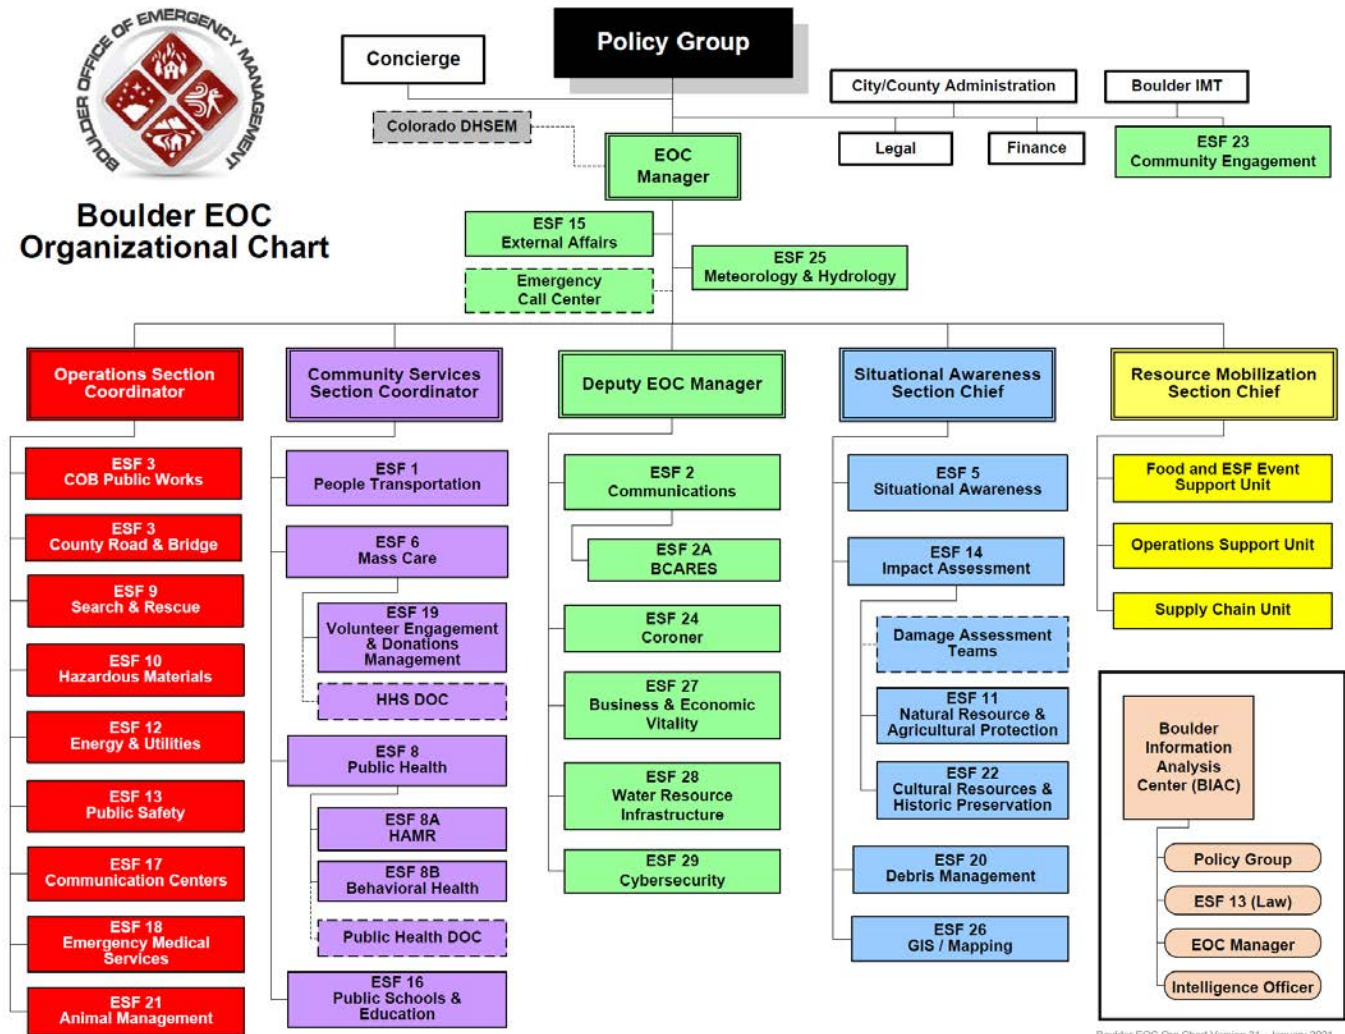 BOULDER OFFICE OF EMERGENCY MANAGEMENT
Boulder EOC
Organizational Chart
Policy Group
Concierge
Colorado DHSEM
City/County Administration
Boulder IMT
Legal
Finance
ESF 23
Community Engagement
EOC
Manager
ESF 15
External Affairs
ESF 25
Meteorology & Hydrology
Emergency
Call Center
Operations Section
Coordinator
ESF 3
COB Public Works
ESF 3
County Road & Bridge
ESF 9
Search & Rescue
ESF 10
Hazardous Materials
ESF 12
Energy & Utilities
ESF 13
Public Safety
ESF 17
Communication Centers
ESF 18
Emergency Medical
Services
ESF 21
Animal Management
Community Services
Section Coordinator
ESF 1
People Transportation
ESF 6
Mass Care
ESF 19
Volunteer Engagement
& Donations
Management
HHS DOC
ESF 8
Public Health
ESF 8A
HAMR
ESF 8B
Behavioral Health
Public Health DOC
ESF 16
Public Schools &
Education
Deputy EOC Manager
ESF 2
Communications
ESF 2A
BCARES
ESF 24
Coroner
ESF 27
Business & Economic
Vitality
ESF 28
Water Resource
Infrastructure
ESF 29
Cybersecurity
Situational Awareness
Section Chief
ESF 5
Situational Awareness
ESF 14
Impact Assessment
Damage Assessment
Teams
ESF 11
Natural Resource &
Agricultural Protection
ESF 22
Cultural Resources &
Historic Preservation
ESF 20
Debris Management
ESF 26
GIS / Mapping
Resource Mobilization
Section Chief
Food and ESF Event
Support Unit
Operations Support Unit
Supply Chain Unit
Boulder
Information
Analysis
Center (BIAC)
Policy Group
ESF 13 (Law)
EOC Manager
Intelligence Officer